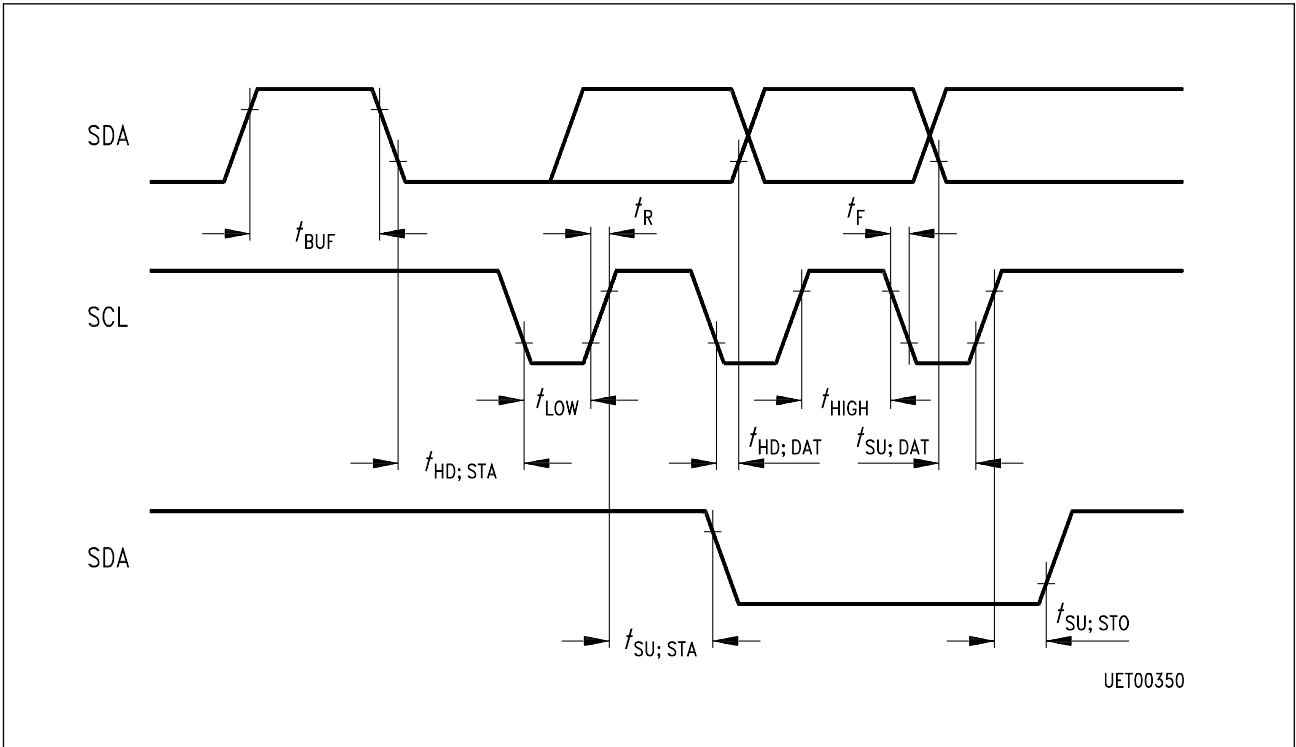 SDA
t_R
t_F
t_BUF
SCL
t_LOW
t_HIGH
t_HD; DAT
t_SU; DAT
t_HD; STA
SDA
t_SU; STA
t_SU; STO
UET00350